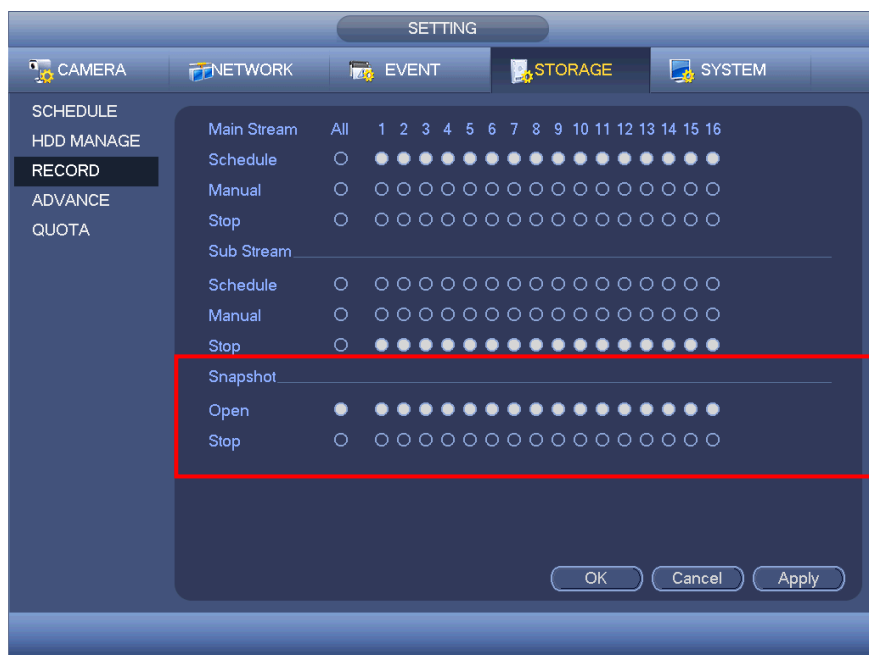 SETTING
CAMERA NETWORK EVENT STORAGE SYSTEM
SCHEDULE
HDD MANAGE
RECORD
ADVANCE
QUOTA
Main Stream All 1 2 3 4 5 6 7 8 9 10 11 12 13 14 15 16
Schedule
Manual
Stop
Sub Stream
Schedule
Manual
Stop
Snapshot
Open
Stop
OK Cancel Apply